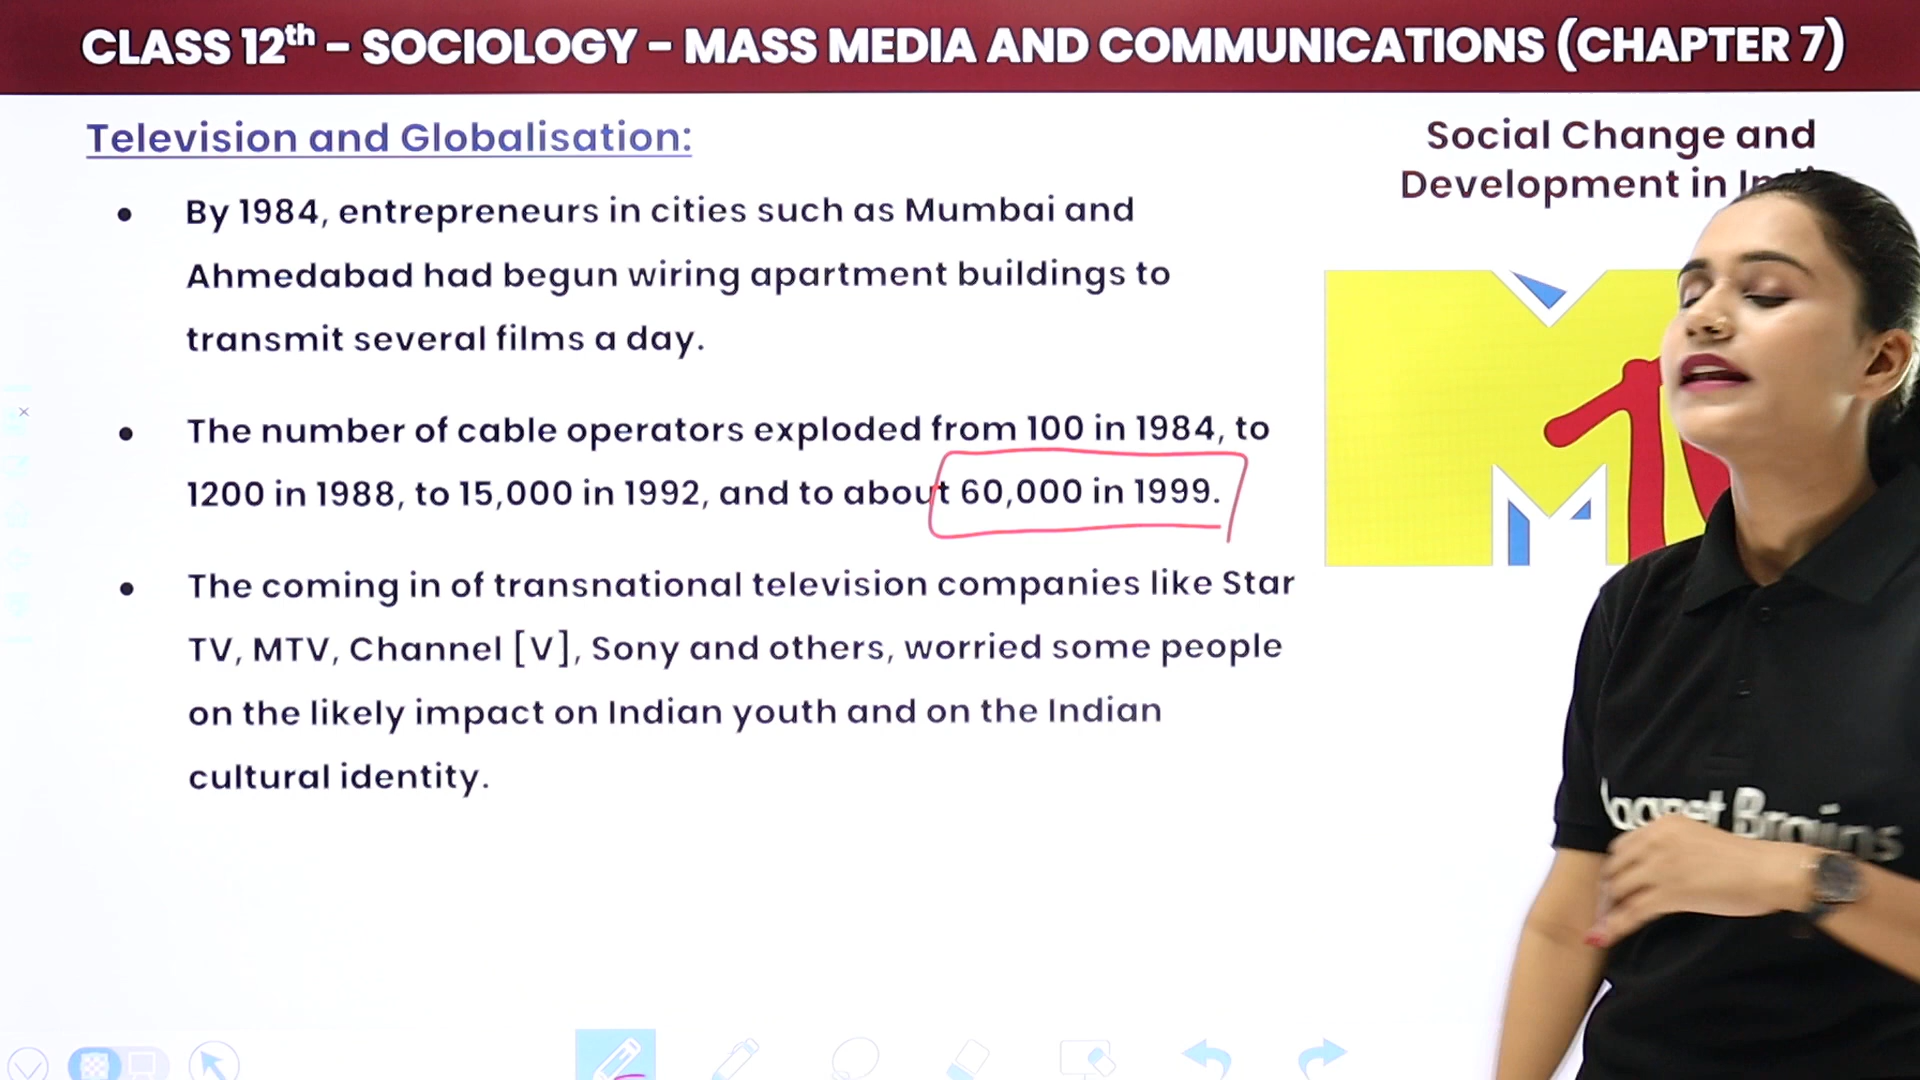 CLASS 12th – SOCIOLOGY – MASS MEDIA AND COMMUNICATIONS (CHAPTER 7)
Television and Globalisation:
Social Change and
Development in
• By 1984, entrepreneurs in cities such as Mumbai and
Ahmedabad had begun wiring apartment buildings to
transmit several films a day.
• The number of cable operators exploded from 100 in 1984, to
1200 in 1988, to 15,000 in 1992, and to about 60,000 in 1999.
• The coming in of transnational television companies like Star
TV, MTV, Channel [V], Sony and others, worried some people
on the likely impact on Indian youth and on the Indian
cultural identity.
M
Brains